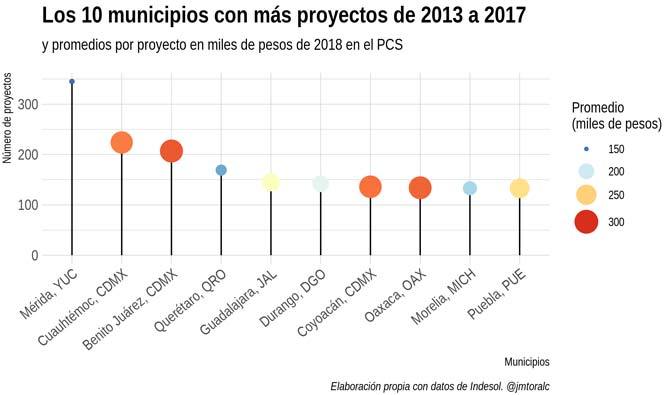 Los 10 municipios con más proyectos de 2013 a 2017
y promedios por proyecto en miles de pesos de 2018 en el PCS
Número de proyectos
300
200
100
0
Mérida, YUC
Cuauhtémoc, CDMX
Benito Juárez, CDMX
Querétaro, QRO
Guadalajara, JAL
Durango, DGO
Coyoacán, CDMX
Oaxaca, OAX
Morelia, MICH
Puebla, PUE
Promedio
(miles de pesos)
150
200
250
300
Municipios
Elaboración propia con datos de Indesol. @jmtoralc